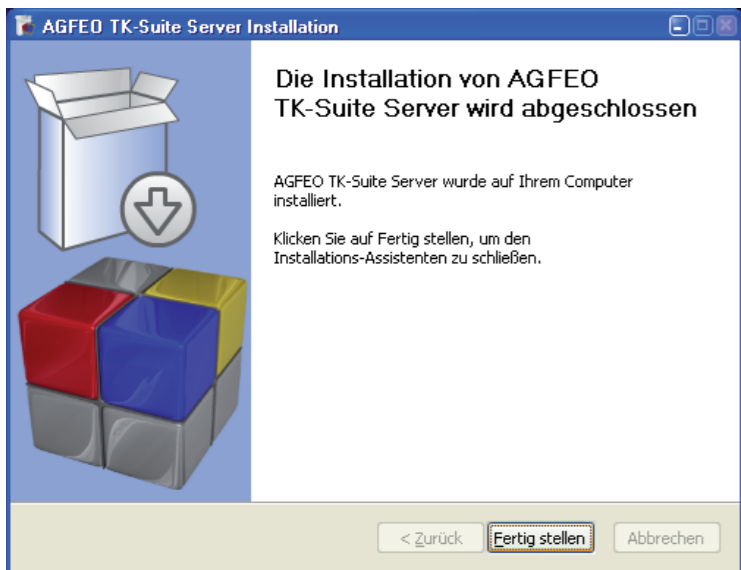 AGFEO TK-Suite Server Installation
Die Installation von AGFEO
TK-Suite Server wird abgeschlossen
AGFEO TK-Suite Server wurde auf Ihrem Computer
installiert.
Klicken Sie auf Fertig stellen, um den
Installations-Assistenten zu schließen.
< Zurück Fertig stellen Abbrechen